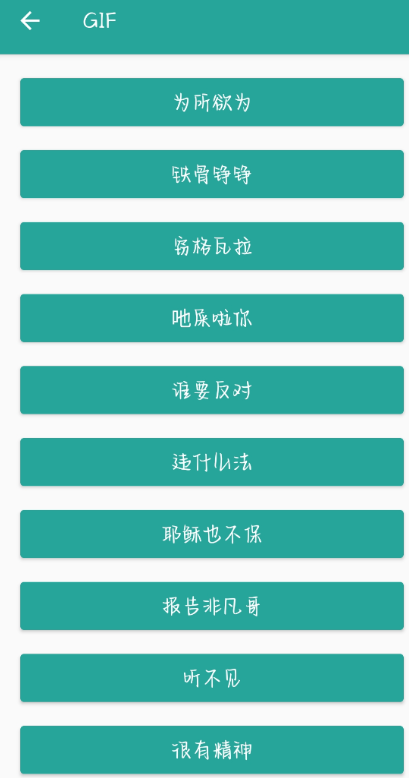 GIF
为所欲为
铁骨铮铮
窃格瓦拉
吔屎啦你
谁要反对
违什么法
耶稣也不保
报告非凡哥
听不见
很有精神